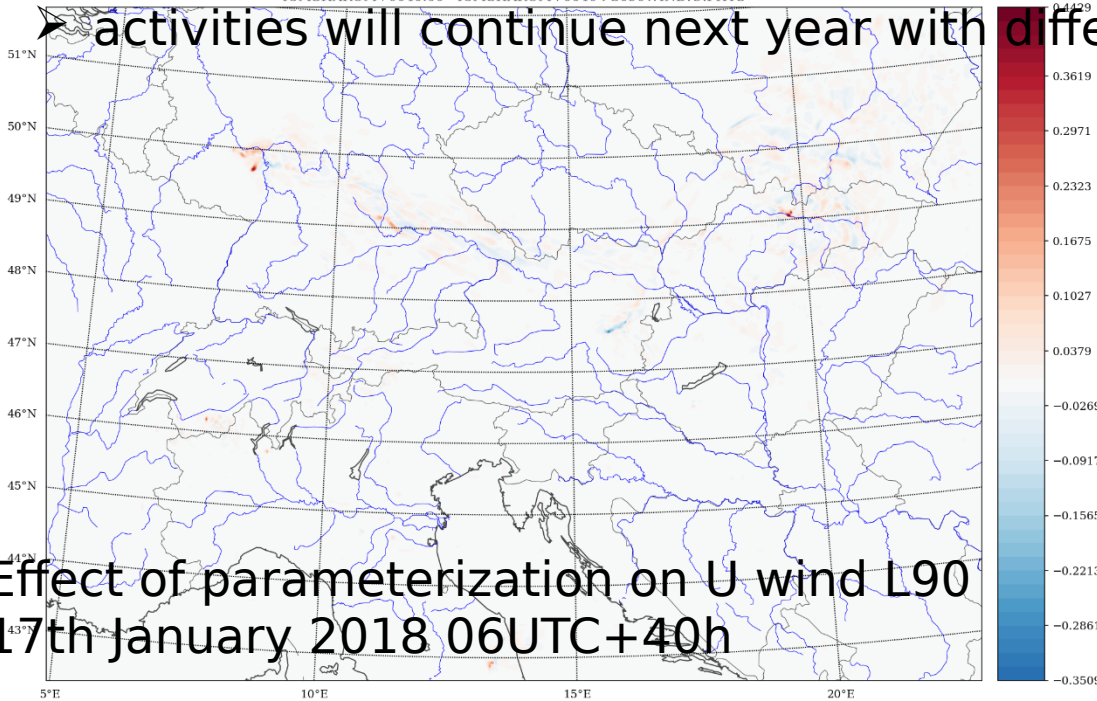 ➤ activities will continue next year with diffe
51°N
50°N
49°N
48°N
47°N
46°N
45°N
44°N
43°N
5°E 10°E 15°E 20°E
0.4429
0.3619
0.2971
0.2323
0.1675
0.1027
0.0379
−0.0269
−0.0917
−0.1565
−0.2213
−0.2861
−0.3509
Effect of parameterization on U wind L90
17th January 2018 06UTC+40h